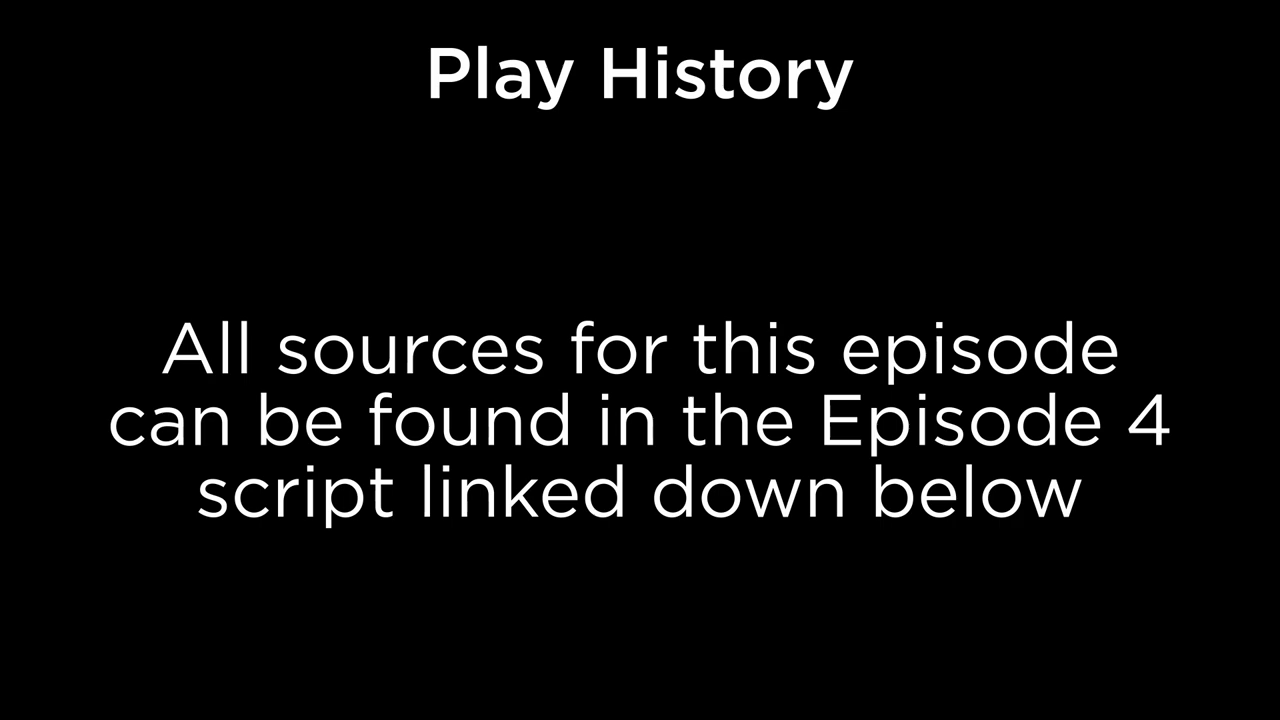 Play History
All sources for this episode
can be found in the Episode 4
script linked down below